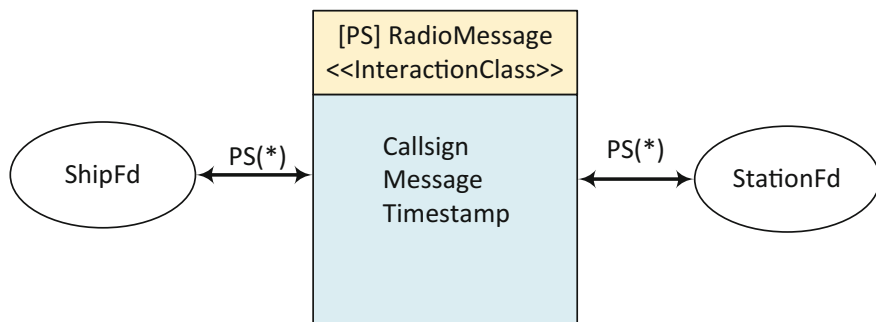 [PS] RadioMessage
<<InteractionClass>>
ShipFd
PS(*)
Callsign
Message
Timestamp
PS(*)
StationFd